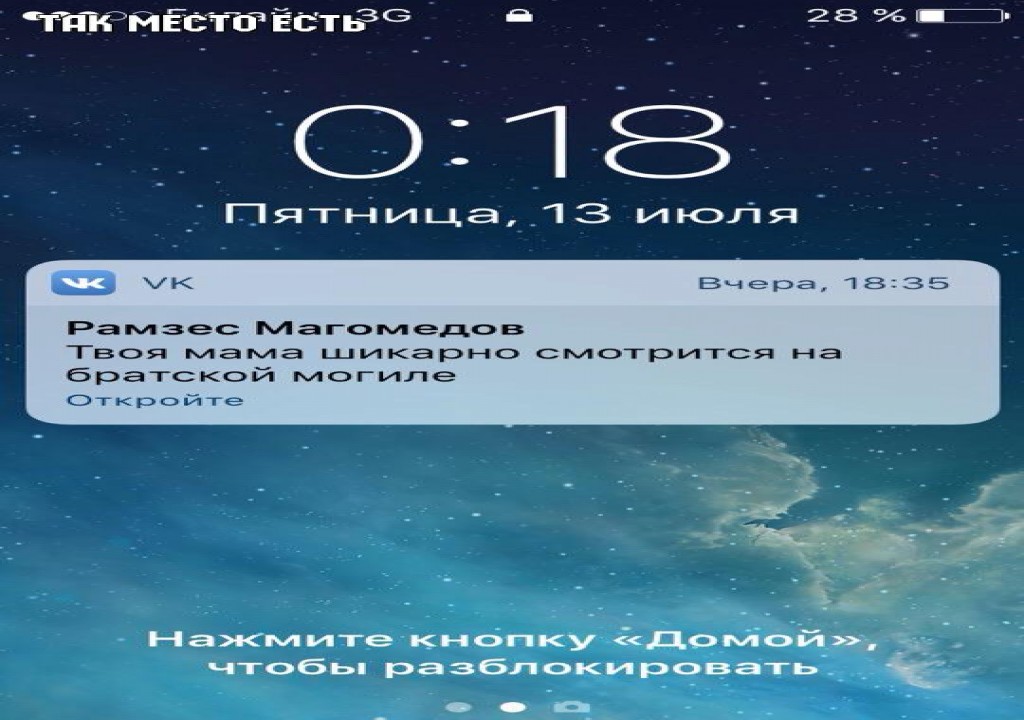 3G 28 %
ТАК МЕСТО ЕСТЬ
0:18
Пятница, 13 июля
VK Вчера, 18:35
Рамзес Магомедов
Твоя мама шикарно смотрится на
братской могиле
Откройте
Нажмите кнопку «Домой»,
чтобы разблокировать